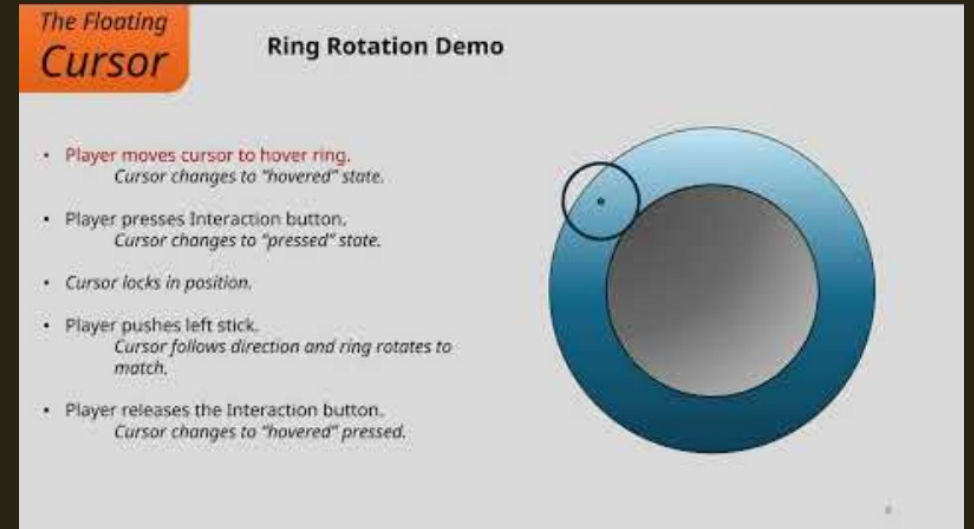 The Floating
Cursor
Ring Rotation Demo
• Player moves cursor to hover ring.
Cursor changes to "hovered" state.
• Player presses Interaction button.
Cursor changes to "pressed" state.
• Cursor locks in position.
• Player pushes left stick.
Cursor follows direction and ring rotates to
match.
• Player releases the Interaction button.
Cursor changes to "hovered" pressed.